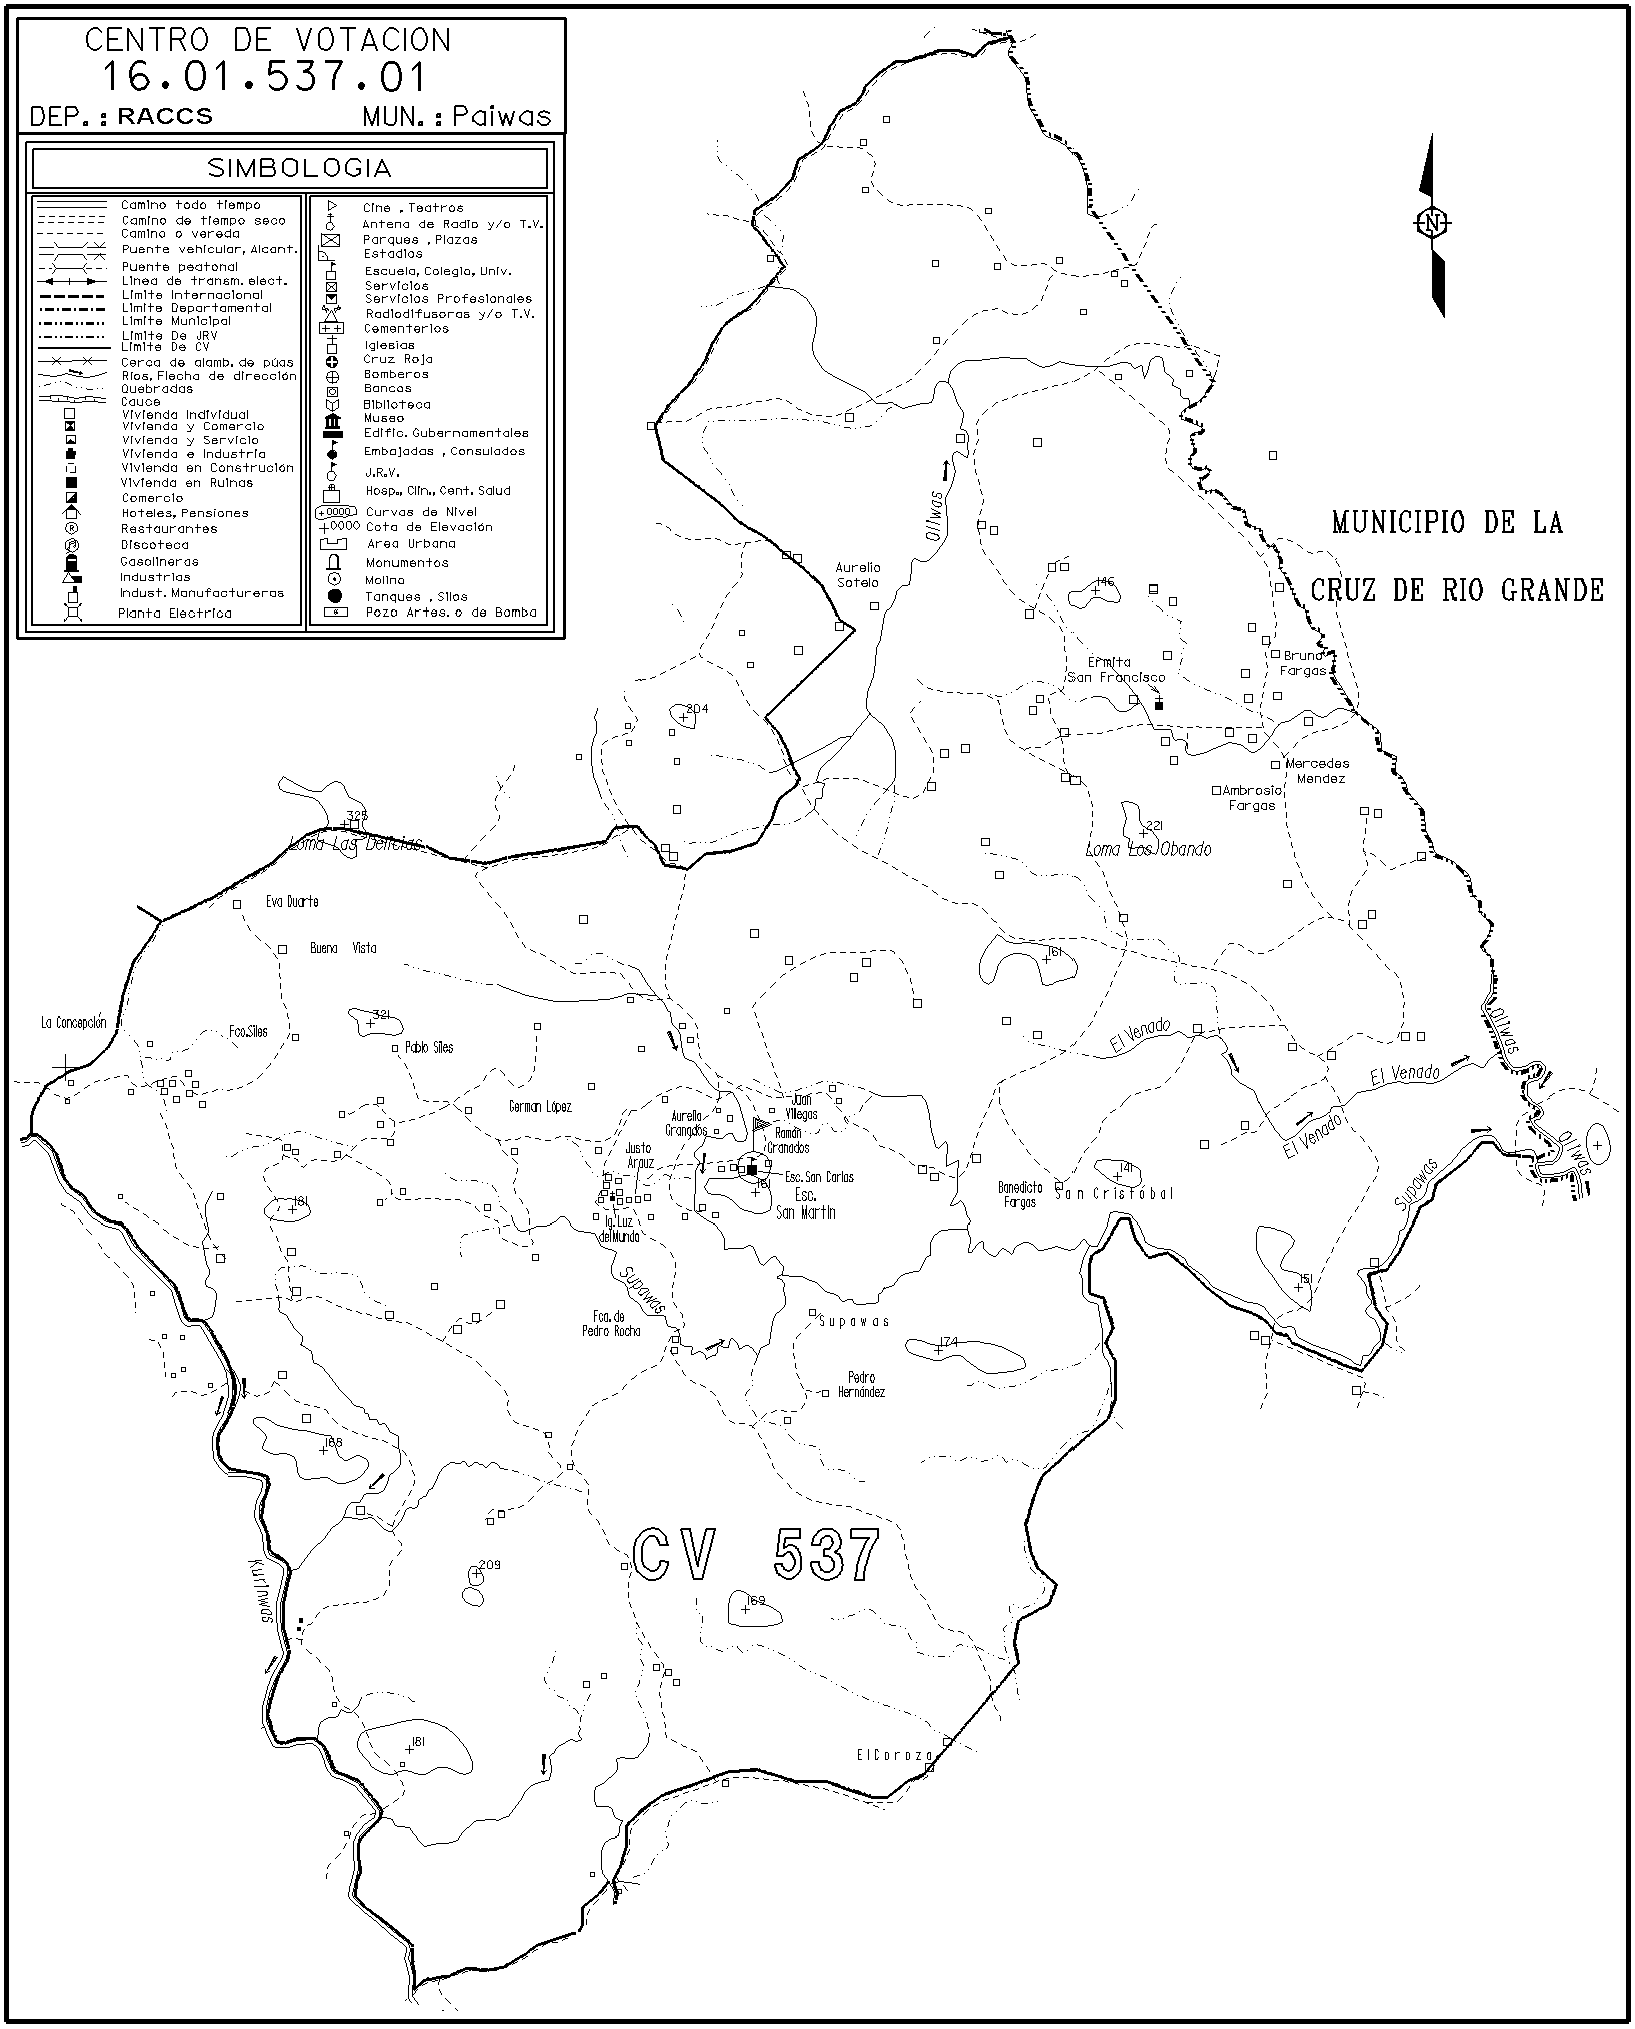 CENTRO DE VOTACION
16.01.537.01
DEP.: RACCS MUN.: Paiwas
SIMBOLOGIA
Camino todo tiempo
Camino de tiempo seco
Camino o vereda
Puente vehicular, Alcant.
Puente peatonal
Linea de transm. elect.
Limite Internacional
Limite Departamental
Limite Municipal
Limite De JRV
Limite De CV
Cerca de alamb. de púas
Rios, Flecha de dirección
Quebradas
Cauce
Vivienda Individual
Vivienda y Comercio
Vivienda y Servicio
Vivienda e Industria
Vivienda en Construción
Vivienda en Ruinas
Comercio
Hoteles, Pensiones
Restaurantes
Discoteca
Gasolineras
Industrias
Indust. Manufactureras
Planta Electrica
Cine , Teatros
Antena de Radio y/o T.V.
Parques , Plazas
Estadios
Escuela, Colegio, Univ.
Servicios
Servicios Profesionales
Radiodifusoras y/o T.V.
Cementerios
Iglesias
Cruz Roja
Bomberos
Bancos
Biblioteca
Museo
Edific. Gubernamentales
Embajadas , Consulados
J.R.V.
Hosp., Clin., Cent. Salud
Curvas de Nivel
Cota de Elevación
Area Urbana
Monumentos
Molino
Tanques , Silos
Pozo Artes. o de Bomba
N
MUNICIPIO DE LA
CRUZ DE RIO GRANDE
Olilwas
Aurelio
Sotelo
146
Ermita
San Francisco
Bruno
Fargas
204
Mercedes
Mendez
Ambrosio
Fargas
325
Loma Las Delicias
221
Loma Los Obando
Eva Duarte
Buena Vista
161
La Concepción
321
Fco. Siles
Pablo Siles
El Venado
Olilwas
El Venado
German López
Juan
Villegas
Aurelia
Granados
Ramón
Granados
El Venado
Olilwas
Justo
Arauz
Esc. San Carlos
161
Esc.
San Martin
141
San Cristóbal
Banedicto
Fargas
Supawas
181
Ig. Luz
del Mundo
Supawas
151
Fca. de
Pedro Rocha
Supawas
174
Pedro
Hernández
168
CV 537
Kurinwas
209
169
181
El Corozo